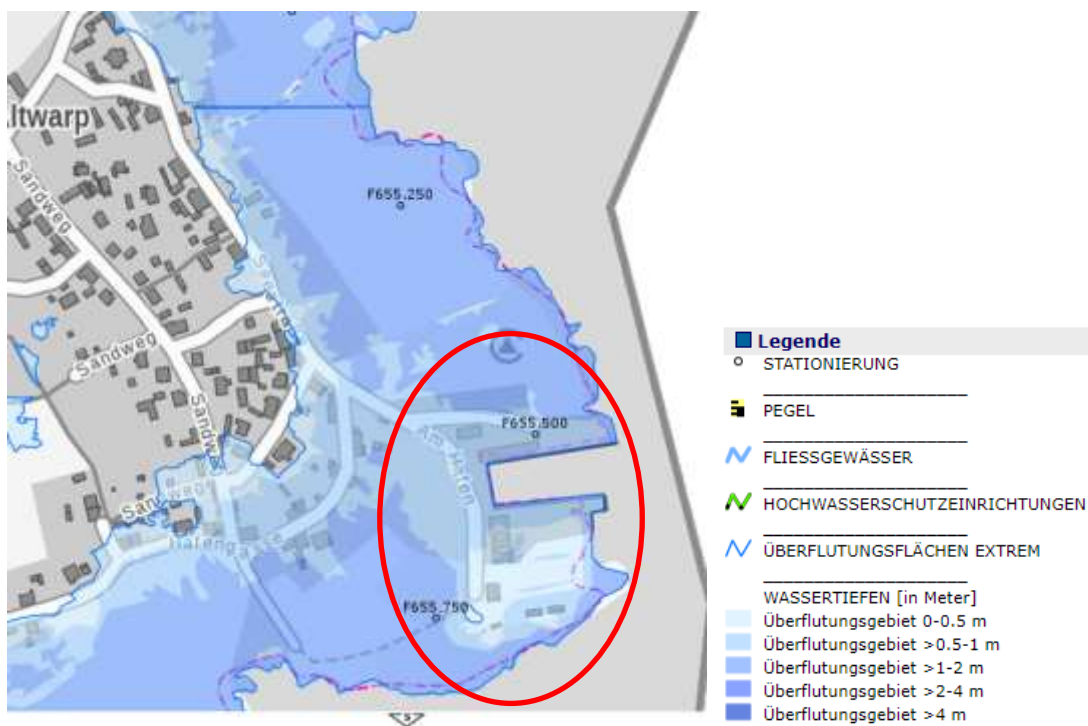 ltwarp
Sandweg
F655.250
Seestra
Sandweg
Sandw
F655.500
Am Hafen
Sandweg
Hafengasse
F655.750
Legende
STATIONIERUNG
PEGEL
FLIESSGEWÄSSER
HOCHWASSERSCHUTZEINRICHTUNGEN
ÜBERFLUTUNGSFLÄCHEN EXTREM
WASSERTIEFEN [in Meter]
Überflutungsgebiet 0-0.5 m
Überflutungsgebiet >0.5-1 m
Überflutungsgebiet >1-2 m
Überflutungsgebiet >2-4 m
Überflutungsgebiet >4 m